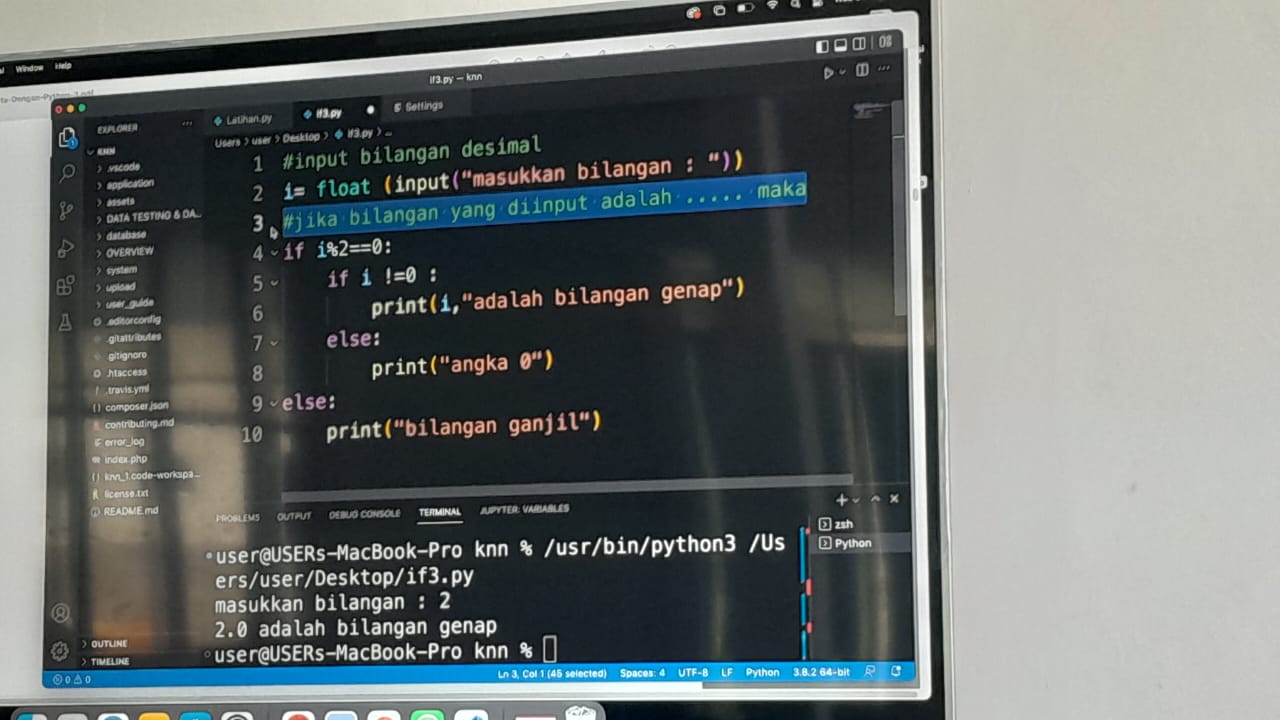 Window Help
if3.py — knn
Latihan.py
if3.py
Settings
EXPLORER
Users > user > Desktop > if3.py > ...
KNN
> .vscode
> application
> assets
> DATA TESTING & DA...
> database
> OVERVIEW
> system
> upload
> user_guide
.editorconfig
.gitattributes
.gitignore
.htaccess
.travis.yml
composer.json
contributing.md
error_log
index.php
knn_1.code-workspa...
license.txt
README.md
> OUTLINE
> TIMELINE
1 #input bilangan desimal
2 i= float (input("masukkan bilangan : "))
3 #jika bilangan yang diinput adalah ..... maka
4 if i%2==0:
5 if i !=0 :
6 print(i,"adalah bilangan genap")
7 else:
8 print("angka 0")
9 else:
10 print("bilangan ganjil")
PROBLEMS OUTPUT DEBUG CONSOLE TERMINAL JUPYTER: VARIABLES
zsh
Python
user@USERs-MacBook-Pro knn % /usr/bin/python3 /Us
ers/user/Desktop/if3.py
masukkan bilangan : 2
2.0 adalah bilangan genap
user@USERs-MacBook-Pro knn %
0 0 Ln 3, Col 1 (45 selected) Spaces: 4 UTF-8 LF Python 3.8.2 64-bit